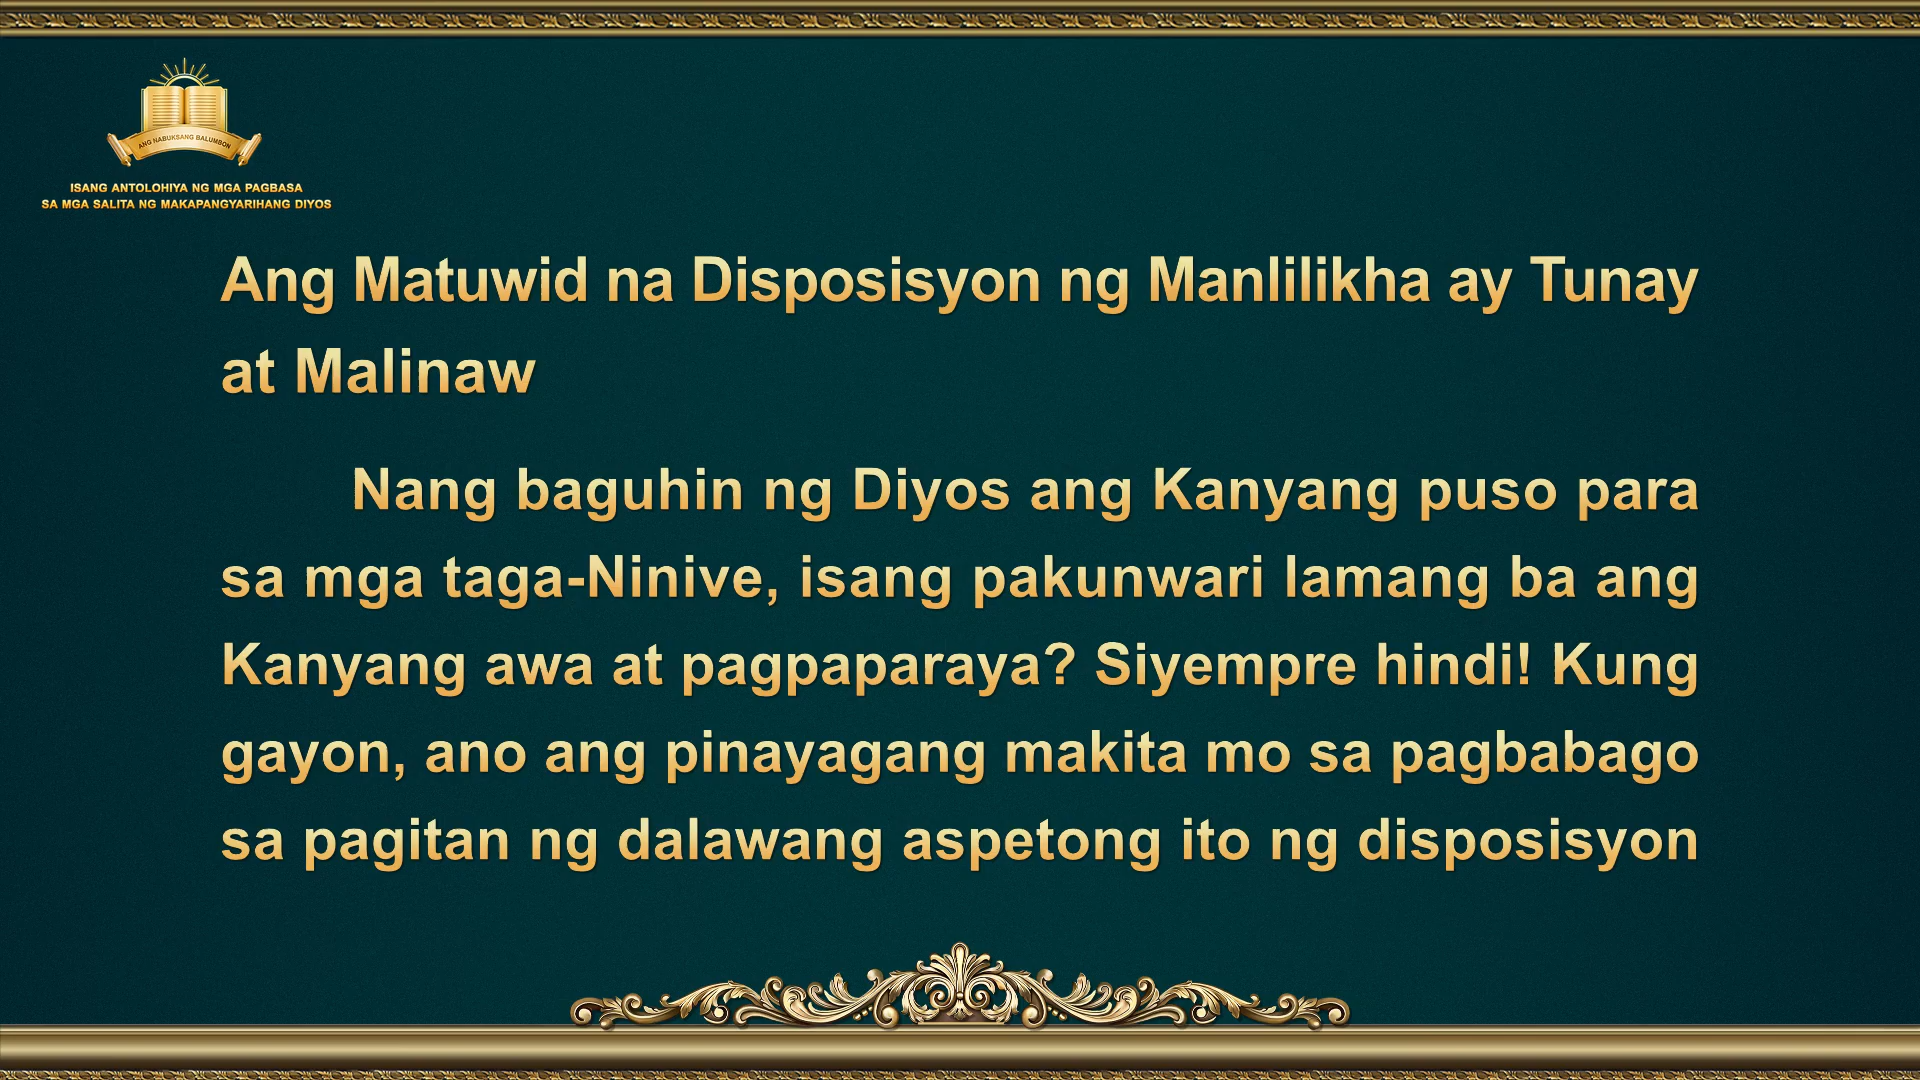 ANG NABUKSANG BALUMBON
ISANG ANTOLOHIYA NG MGA PAGBASA
SA MGA SALITA NG MAKAPANGYARIHANG DIYOS
Ang Matuwid na Disposisyon ng Manlilikha ay Tunay
at Malinaw
Nang baguhin ng Diyos ang Kanyang puso para
sa mga taga-Ninive, isang pakunwari lamang ba ang
Kanyang awa at pagpaparaya? Siyempre hindi! Kung
gayon, ano ang pinayagang makita mo sa pagbabago
sa pagitan ng dalawang aspetong ito ng disposisyon